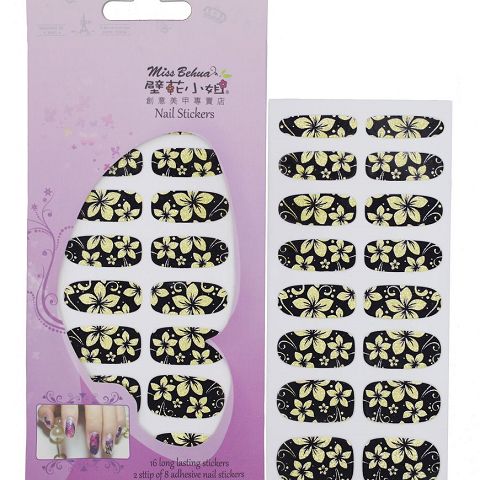 Miss Behua
壁花小姐
創意美甲專賣店
Nail Stickers
16 long lasting stickers
2 sttip of 8 adhesive nail stickers